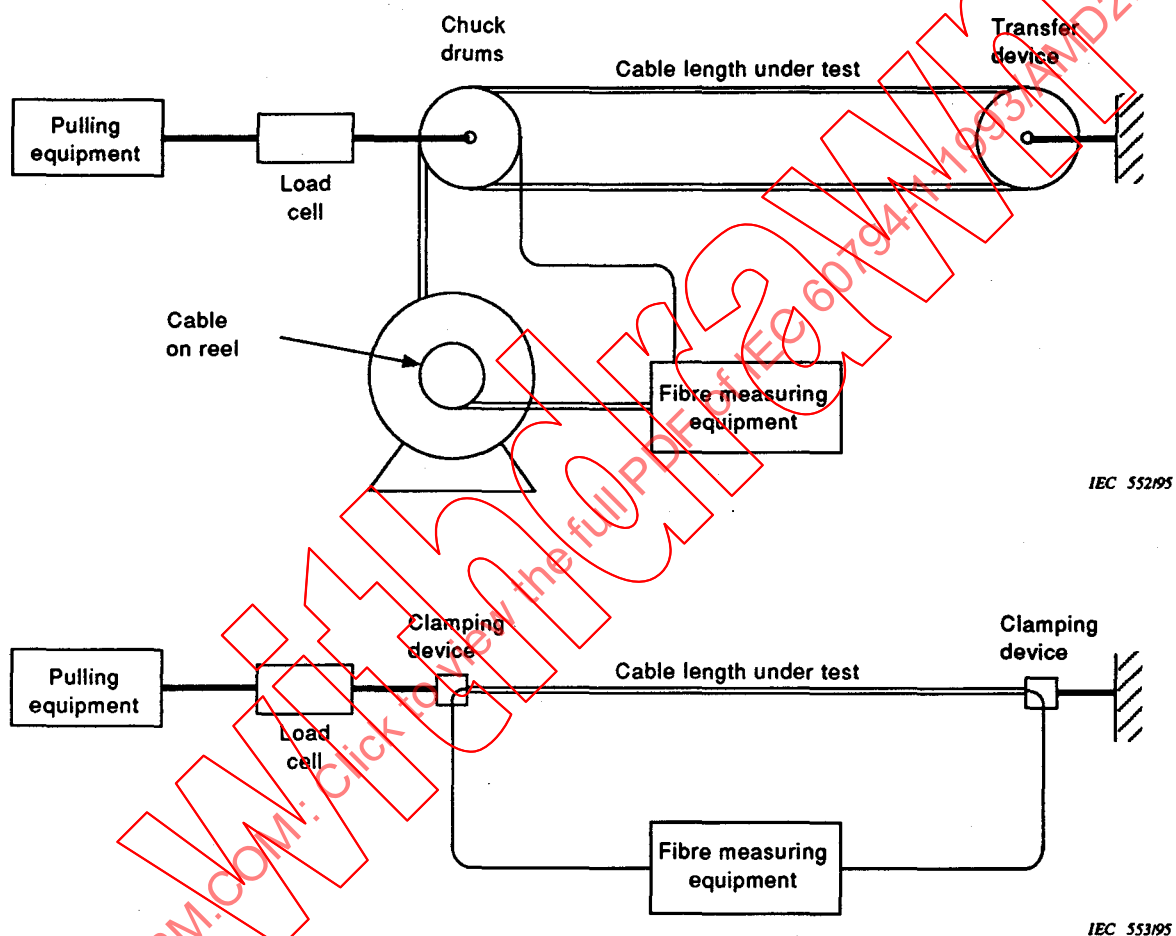 Chuck
drums
Transfer
device
Cable length under test
Pulling
equipment
Load
cell
Cable
on reel
Fibre measuring
equipment
IEC 552/95
Clamping
device
Clamping
device
Cable length under test
Pulling
equipment
Load
cell
Fibre measuring
equipment
IEC 553/95
Withdrawn
M.COM : Click to view the full PDF of IEC 60794-1:1993/AMD2: